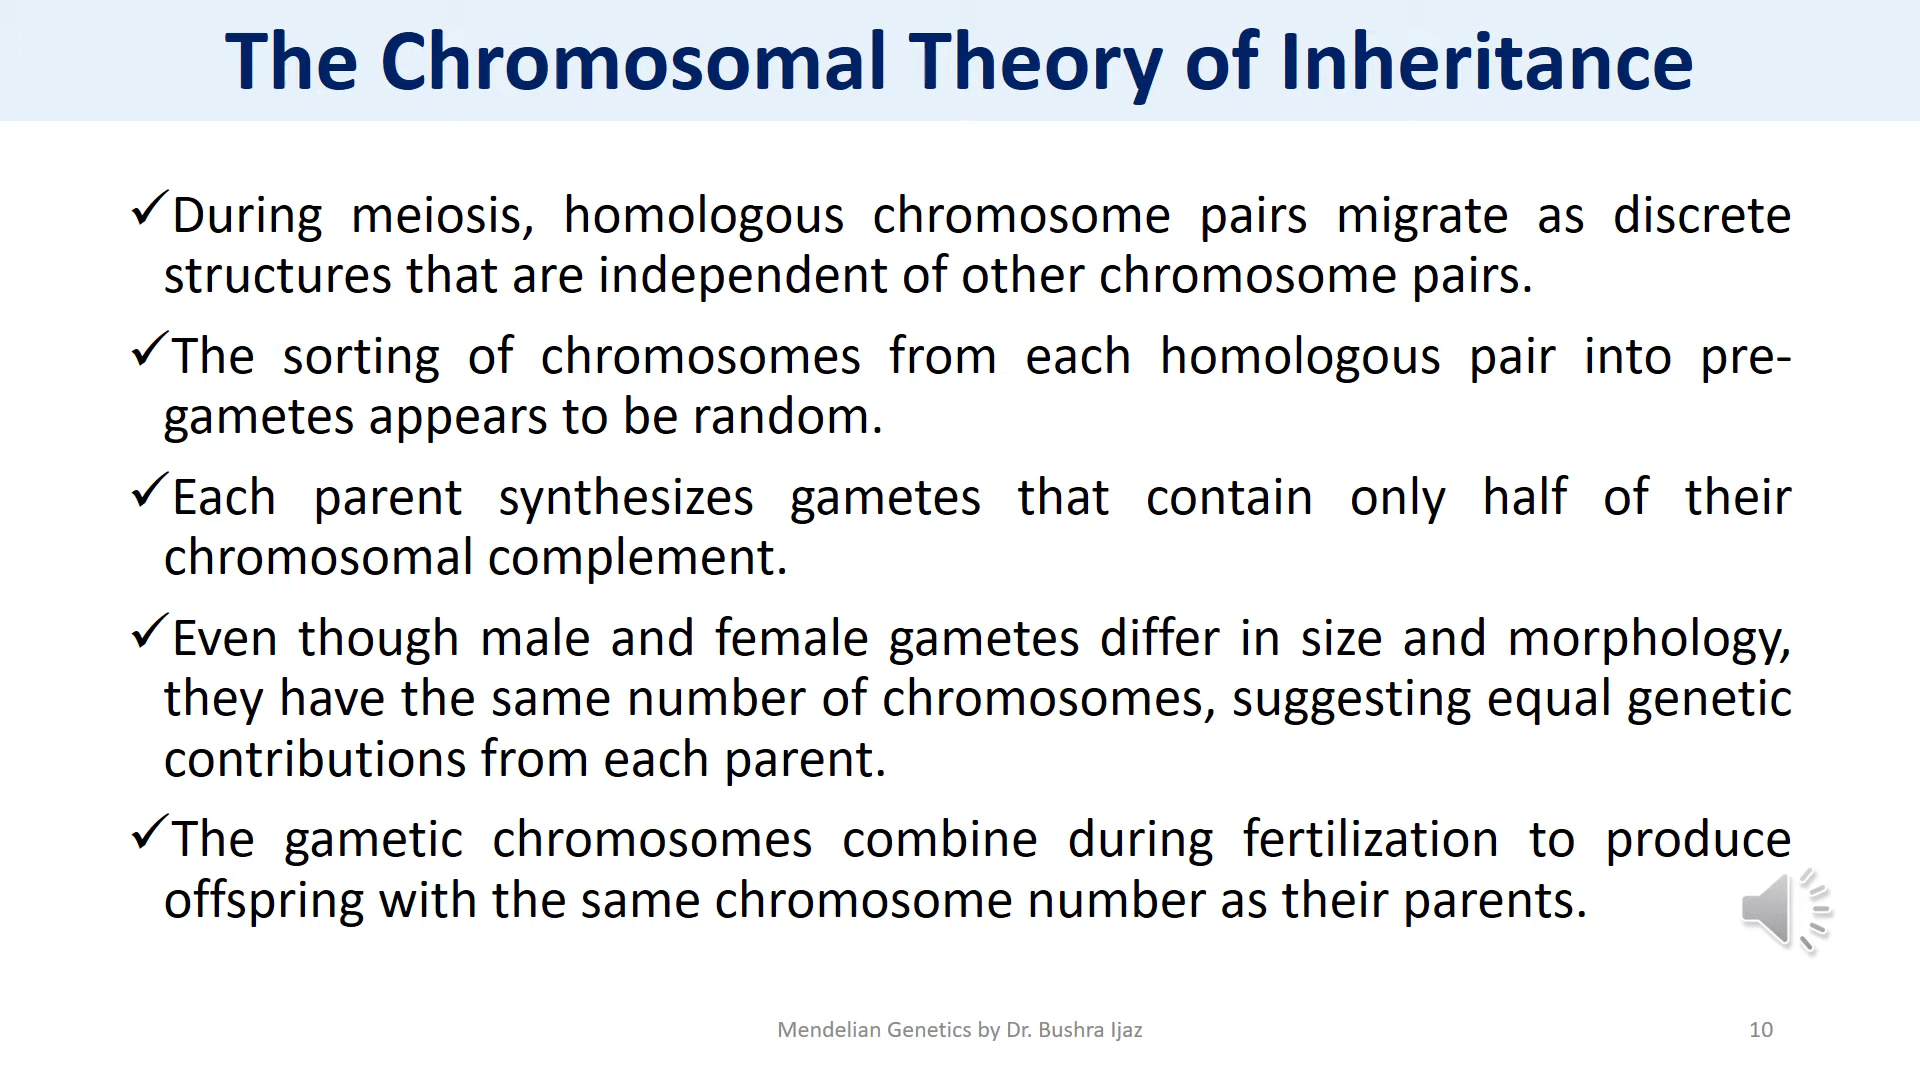 The Chromosomal Theory of Inheritance
✓During meiosis, homologous chromosome pairs migrate as discrete
structures that are independent of other chromosome pairs.
✓The sorting of chromosomes from each homologous pair into pre-
gametes appears to be random.
✓Each parent synthesizes gametes that contain only half of their
chromosomal complement.
✓Even though male and female gametes differ in size and morphology,
they have the same number of chromosomes, suggesting equal genetic
contributions from each parent.
✓The gametic chromosomes combine during fertilization to produce
offspring with the same chromosome number as their parents.
Mendelian Genetics by Dr. Bushra Ijaz
10